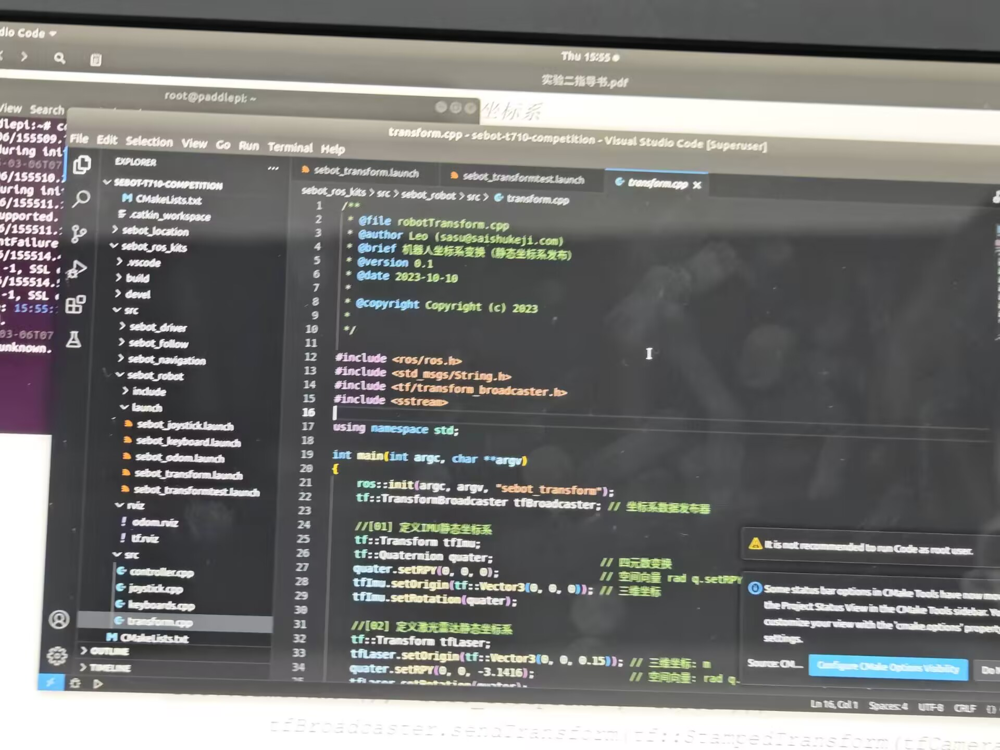 dio Code
Thu 15:55
实验二指导书.pdf
root@paddlepi: ~
坐标系
View Search
dlepi:~# co
06/155509.
during init
-03-06T07
06/155510.
during init
06/155511.
upported.
6/155511.
ntFailure
6/155514.
-1, SSL
6/155514.
-1, SSL
: 15:55:
03-06T07
unknown.
transform.cpp - sebot-t710-competition - Visual Studio Code [Superuser]
File Edit Selection View Go Run Terminal Help
EXPLORER ...
SEBOT-T710-COMPETITION
CMakeLists.txt
.catkin_workspace
sebot_location
sebot_ros_kits
.vscode
build
devel
src
sebot_driver
sebot_follow
sebot_navigation
sebot_robot
include
launch
sebot_joystick.launch
sebot_keyboard.launch
sebot_odom.launch
sebot_transform.launch
sebot_transformtest.launch
rviz
odom.rviz
tf.rviz
src
controller.cpp
joystick.cpp
keyboards.cpp
transform.cpp
CMakeLists.txt
OUTLINE
TIMELINE
sebot_transform.launch sebot_transformtest.launch transform.cpp
sebot_ros_kits > src > sebot_robot > src > transform.cpp
1 /**
2 * @file robotTransform.cpp
3 * @author Leo (sasu@saishukeji.com)
4 * @brief 机器人坐标系变换（静态坐标系发布）
5 * @version 0.1
6 * @date 2023-10-10
7 *
8 * @copyright Copyright (c) 2023
9 *
10 */
11
12 #include <ros/ros.h>
13 #include <std_msgs/String.h>
14 #include <tf/transform_broadcaster.h>
15 #include <sstream>
16
17 using namespace std;
18
19 int main(int argc, char **argv)
20 {
21 ros::init(argc, argv, "sebot_transform");
22 tf::TransformBroadcaster tfBroadcaster; // 坐标系数据发布器
23
24 //[01] 定义IMU静态坐标系
25 tf::Transform tfImu;
26 tf::Quaternion quater; // 四元数变换
27 quater.setRPY(0, 0, 0); // 空间向量 rad q.setRPY
28 tfImu.setOrigin(tf::Vector3(0, 0, 0)); // 三维坐标
29 tfImu.setRotation(quater);
30
31 //[02] 定义激光雷达静态坐标系
32 tf::Transform tfLaser;
33 tfLaser.setOrigin(tf::Vector3(0, 0, 0.15)); // 三维坐标: m
34 quater.setRPY(0, 0, -3.1416); // 空间向量: rad q.
35 tfLaser.setRotation(quater);
It is not recommended to run Code as root user.
Some status bar options in CMake Tools have now mov
the Project Status View in the CMake Tools sidebar. Yo
customize your view with the 'cmake.options' property
settings.
Source: CM... Configure CMake Options Visibility Do N
Ln 16, Col 1 Spaces: 4 UTF-8 CRLF {}
tfBroadcaster.sendTransform(tf::StampedTransform(tfCamera